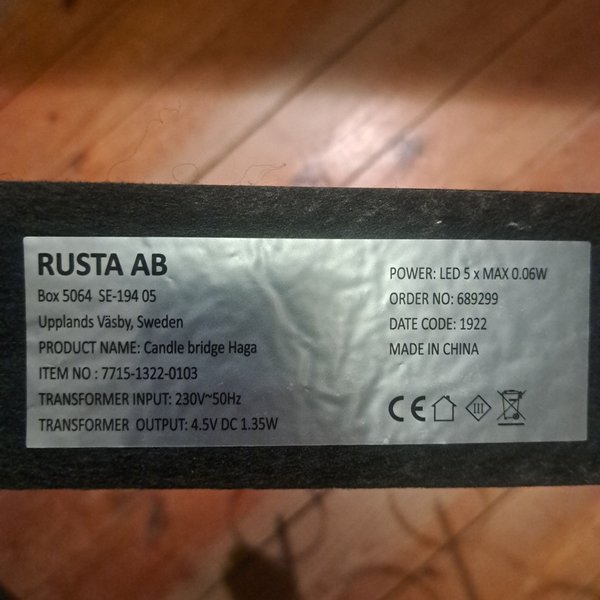 RUSTA AB
Box 5064 SE-194 05
Upplands Väsby, Sweden
PRODUCT NAME: Candle bridge Haga
ITEM NO : 7715-1322-0103
TRANSFORMER INPUT: 230V~50Hz
TRANSFORMER OUTPUT: 4.5V DC 1.35W
POWER: LED 5 x MAX 0.06W
ORDER NO: 689299
DATE CODE: 1922
MADE IN CHINA
CE III